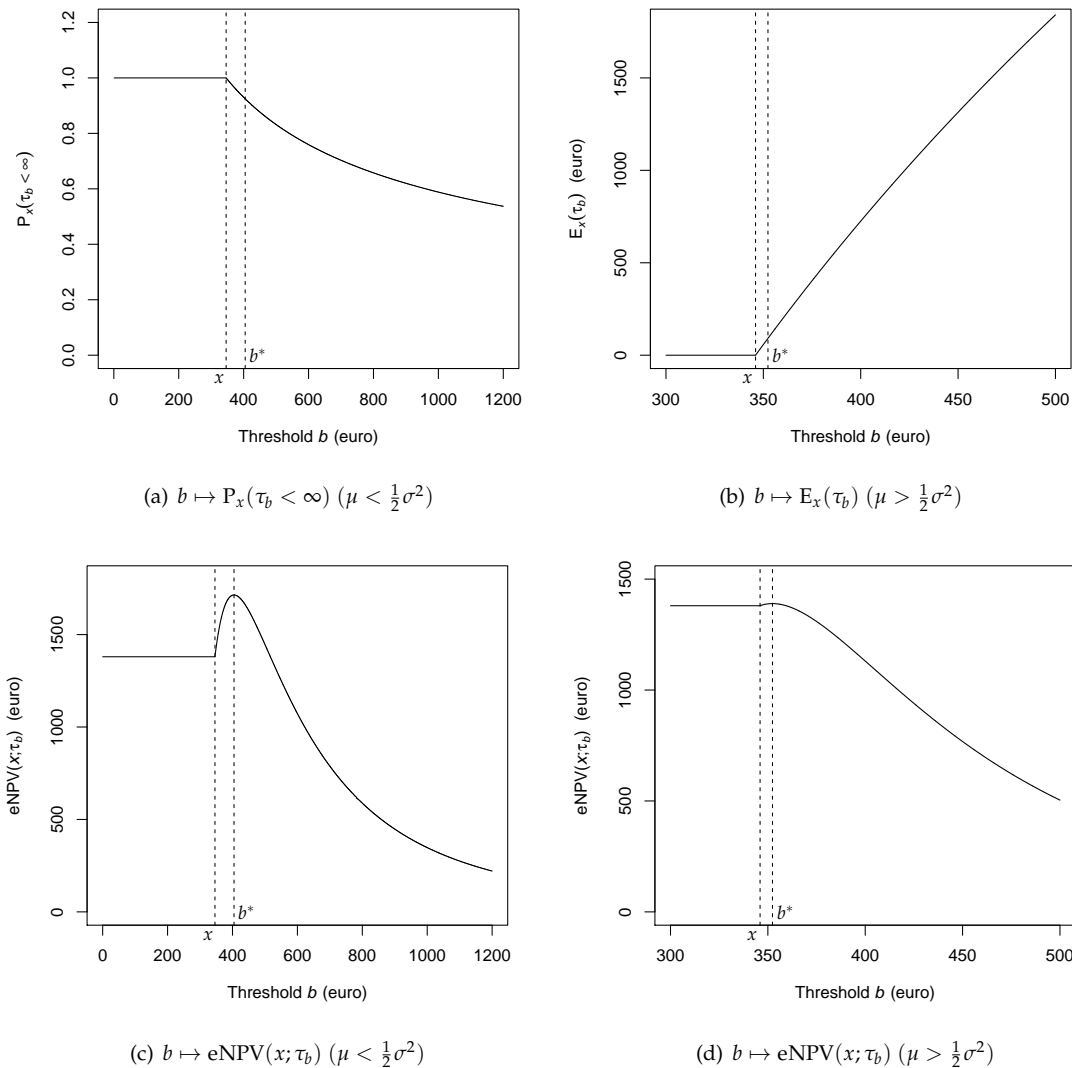 1.2
1.0
0.8
0.6
0.4
0.2
0.0
P_x(τ_b < ∞)
x
b*
0 200 400 600 800 1000 1200
Threshold b (euro)
(a) b ↦ P_x(τ_b < ∞) (μ < ½σ²)
1500
1000
500
0
E_x(τ_b) (euro)
x
b*
300 350 400 450 500
Threshold b (euro)
(b) b ↦ E_x(τ_b) (μ > ½σ²)
1500
1000
500
0
eNPV(x;τ_b) (euro)
x
b*
0 200 400 600 800 1000 1200
Threshold b (euro)
(c) b ↦ eNPV(x; τ_b) (μ < ½σ²)
1500
1000
500
0
eNPV(x;τ_b) (euro)
x
b*
300 350 400 450 500
Threshold b (euro)
(d) b ↦ eNPV(x; τ_b) (μ > ½σ²)